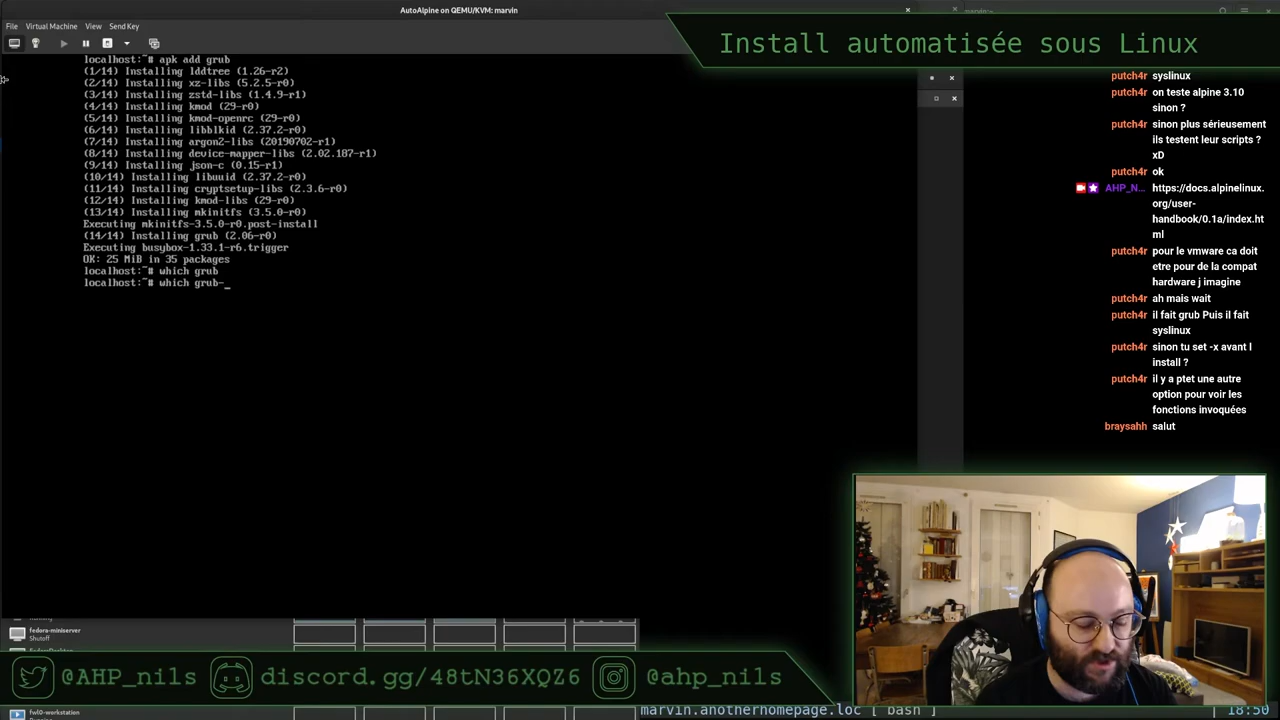 AutoAlpine on QEMU/KVM: marvin
File Virtual Machine View Send Key
localhost:~# apk add grub
(1/14) Installing lddtree (1.26-r2)
(2/14) Installing xz-libs (5.2.5-r0)
(3/14) Installing zstd-libs (1.4.9-r1)
(4/14) Installing kmod (29-r0)
(5/14) Installing kmod-openrc (29-r0)
(6/14) Installing libblkid (2.37.2-r0)
(7/14) Installing argon2-libs (20190702-r1)
(8/14) Installing device-mapper-libs (2.02.187-r1)
(9/14) Installing json-c (0.15-r1)
(10/14) Installing libuuid (2.37.2-r0)
(11/14) Installing cryptsetup-libs (2.3.6-r0)
(12/14) Installing kmod-libs (29-r0)
(13/14) Installing mkinitfs (3.5.0-r0)
Executing mkinitfs-3.5.0-r0.post-install
(14/14) Installing grub (2.06-r0)
Executing busybox-1.33.1-r6.trigger
OK: 25 MiB in 35 packages
localhost:~# which grub
localhost:~# which grub-_
Install automatisée sous Linux
putch4r syslinux
putch4r on teste alpine 3.10
sinon ?
putch4r sinon plus sérieusement
ils testent leur scripts ?
xD
putch4r ok
AHP_N... https://docs.alpinelinux.
org/user-
handbook/0.1a/index.ht
ml
putch4r pour le vmware ca doit
etre pour de la compat
hardware j imagine
putch4r ah mais wait
putch4r il fait grub Puis il fait
syslinux
putch4r sinon tu set -x avant l
install ?
putch4r il y a ptet une autre
option pour voir les
fonctions invoquées
braysahh salut
fedora-miniserver
Shutoff
@AHP_nils discord.gg/48tN36XQZ6 @ahp_nils
fwl0-workstation
marvin.anotherhomepage.loc [ bash ] | 18:50